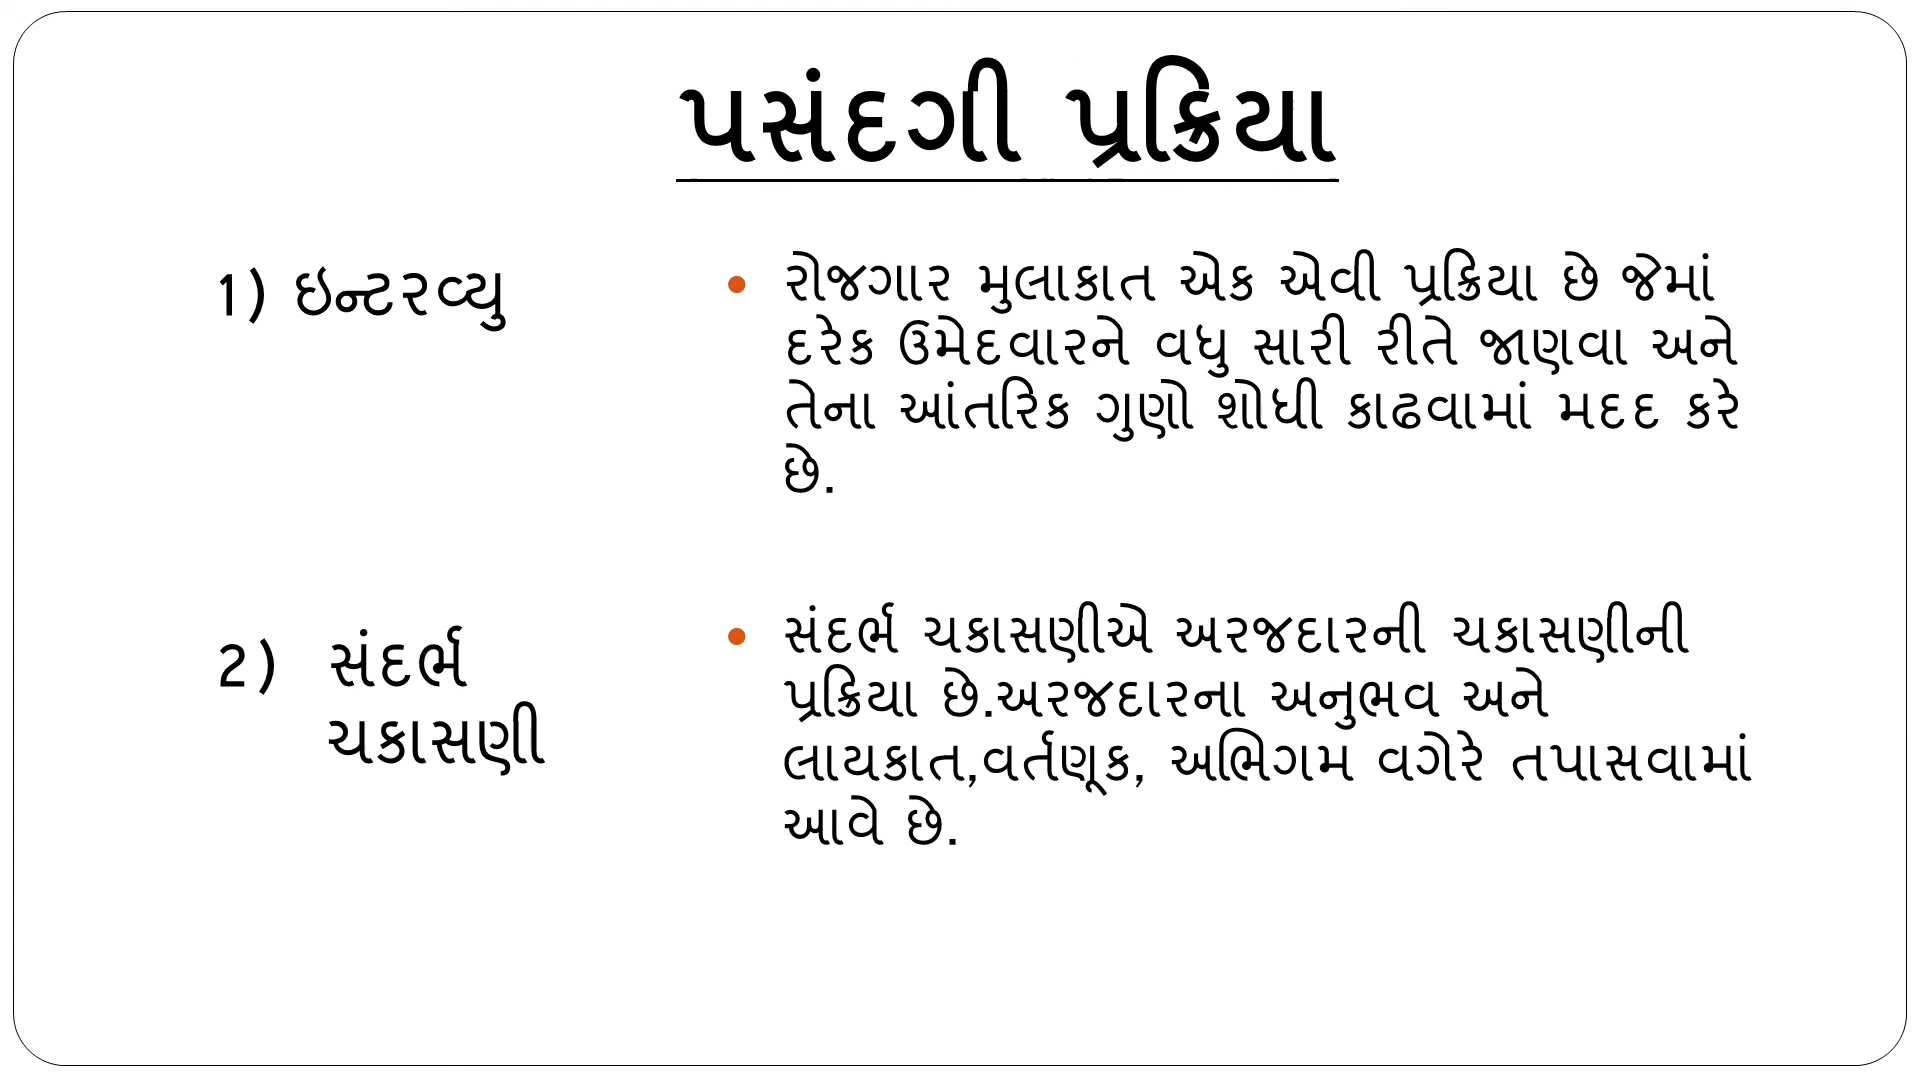 પસંદગી પ્રક્રિયા
1) ઇન્ટરવ્યુ
• રોજગાર મુલાકાત એક એવી પ્રક્રિયા છે જેમાં
દરેક ઉમેદવારને વધુ સારી રીતે જાણવા અને
તેના આંતરિક ગુણો શોધી કાઢવામાં મદદ કરે
છે.
2) સંદર્ભ
ચકાસણી
• સંદર્ભ ચકાસણીએ અરજદારની ચકાસણીની
પ્રક્રિયા છે.અરજદારના અનુભવ અને
લાયકાત,વર્તણૂક, અભિગમ વગેરે તપાસવામાં
આવે છે.